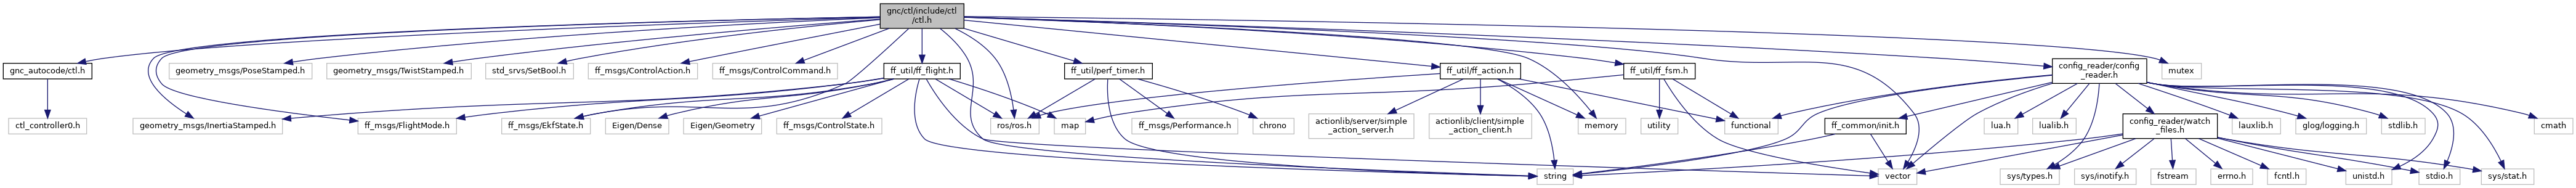 gnc/ctl/include/ctl
/ctl.h
gnc_autocode/ctl.h
geometry_msgs/PoseStamped.h
geometry_msgs/TwistStamped.h
std_srvs/SetBool.h
ff_msgs/ControlAction.h
ff_msgs/ControlCommand.h
ff_util/ff_flight.h
ff_util/perf_timer.h
ff_util/ff_action.h
ff_util/ff_fsm.h
config_reader/config
_reader.h
mutex
ctl_controller0.h
geometry_msgs/InertiaStamped.h
ff_msgs/FlightMode.h
ff_msgs/EkfState.h
Eigen/Dense
Eigen/Geometry
ff_msgs/ControlState.h
ros/ros.h
map
ff_msgs/Performance.h
chrono
actionlib/server/simple
_action_server.h
actionlib/client/simple
_action_client.h
memory
utility
functional
ff_common/init.h
lua.h
lualib.h
config_reader/watch
_files.h
lauxlib.h
glog/logging.h
stdlib.h
cmath
string
vector
sys/types.h
sys/inotify.h
fstream
errno.h
fcntl.h
unistd.h
stdio.h
sys/stat.h